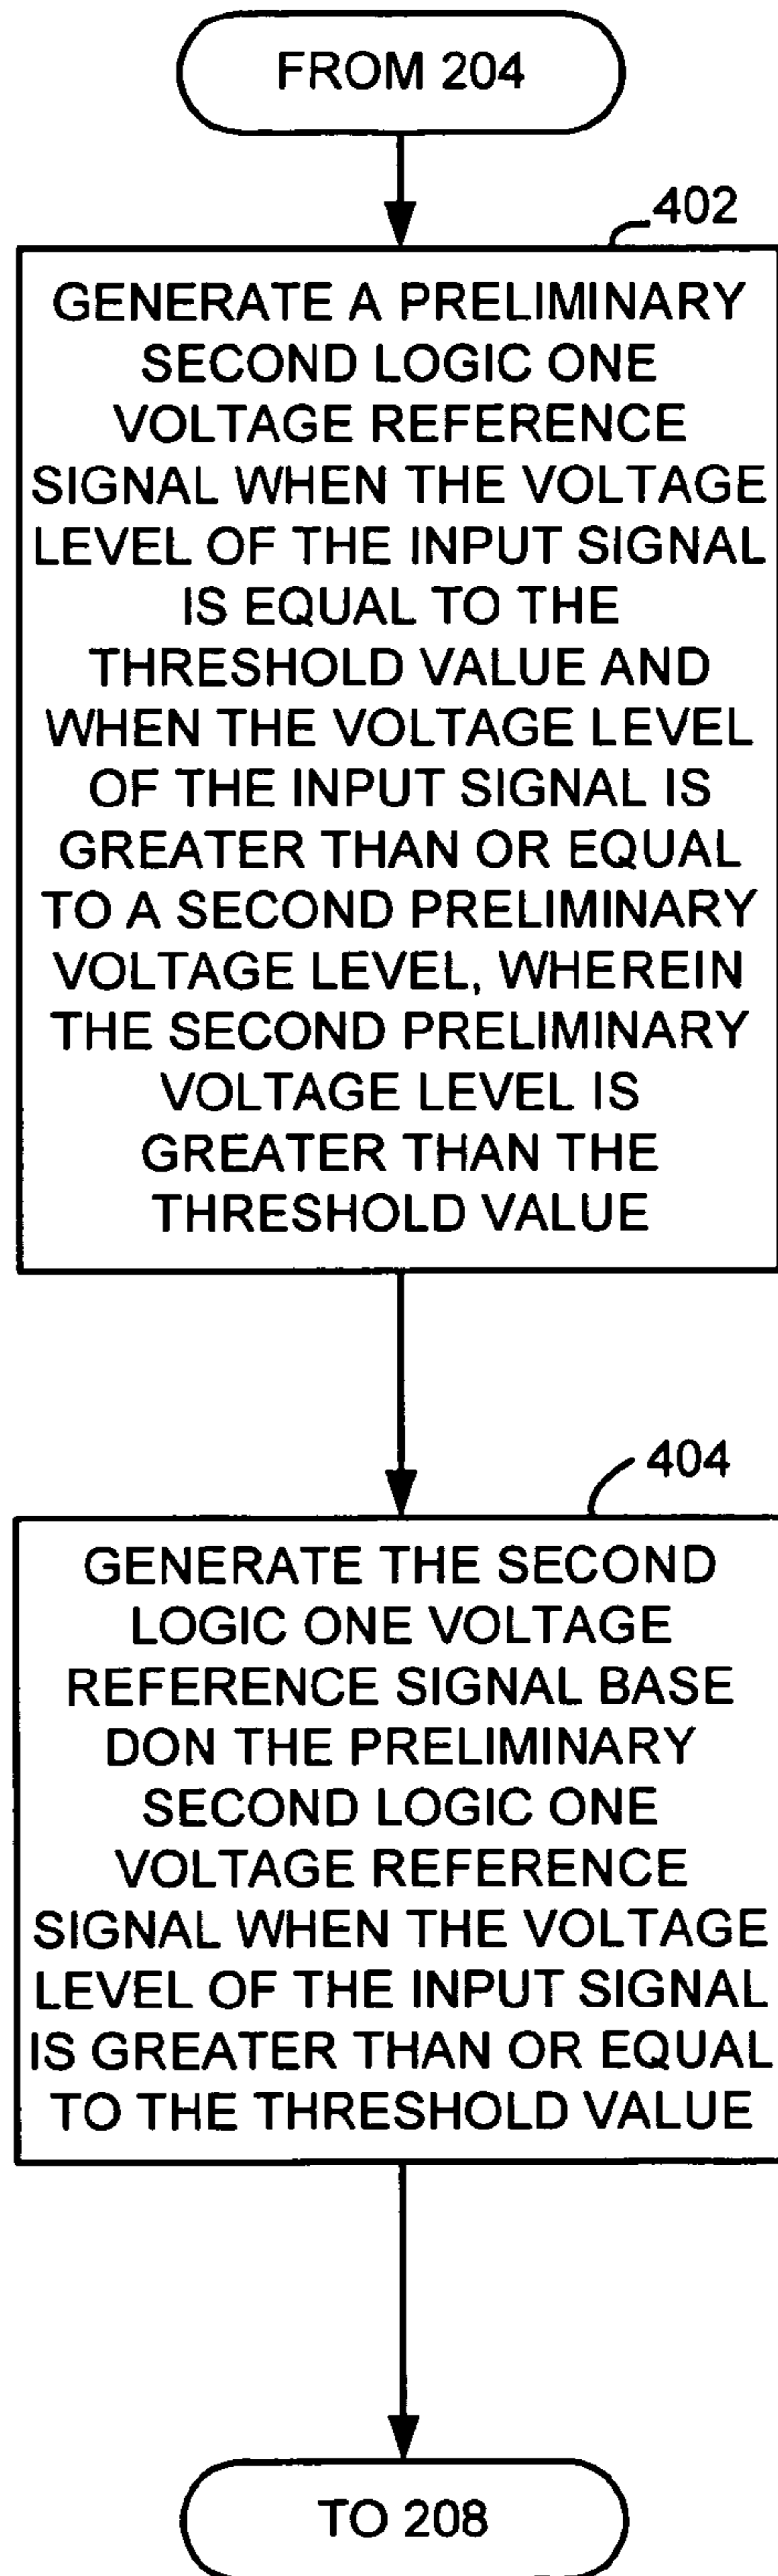 FROM 204
402
GENERATE A PRELIMINARY
SECOND LOGIC ONE
VOLTAGE REFERENCE
SIGNAL WHEN THE VOLTAGE
LEVEL OF THE INPUT SIGNAL
IS EQUAL TO THE
THRESHOLD VALUE AND
WHEN THE VOLTAGE LEVEL
OF THE INPUT SIGNAL IS
GREATER THAN OR EQUAL
TO A SECOND PRELIMINARY
VOLTAGE LEVEL, WHEREIN
THE SECOND PRELIMINARY
VOLTAGE LEVEL IS
GREATER THAN THE
THRESHOLD VALUE
404
GENERATE THE SECOND
LOGIC ONE VOLTAGE
REFERENCE SIGNAL BASE
DON THE PRELIMINARY
SECOND LOGIC ONE
VOLTAGE REFERENCE
SIGNAL WHEN THE VOLTAGE
LEVEL OF THE INPUT SIGNAL
IS GREATER THAN OR EQUAL
TO THE THRESHOLD VALUE
TO 208